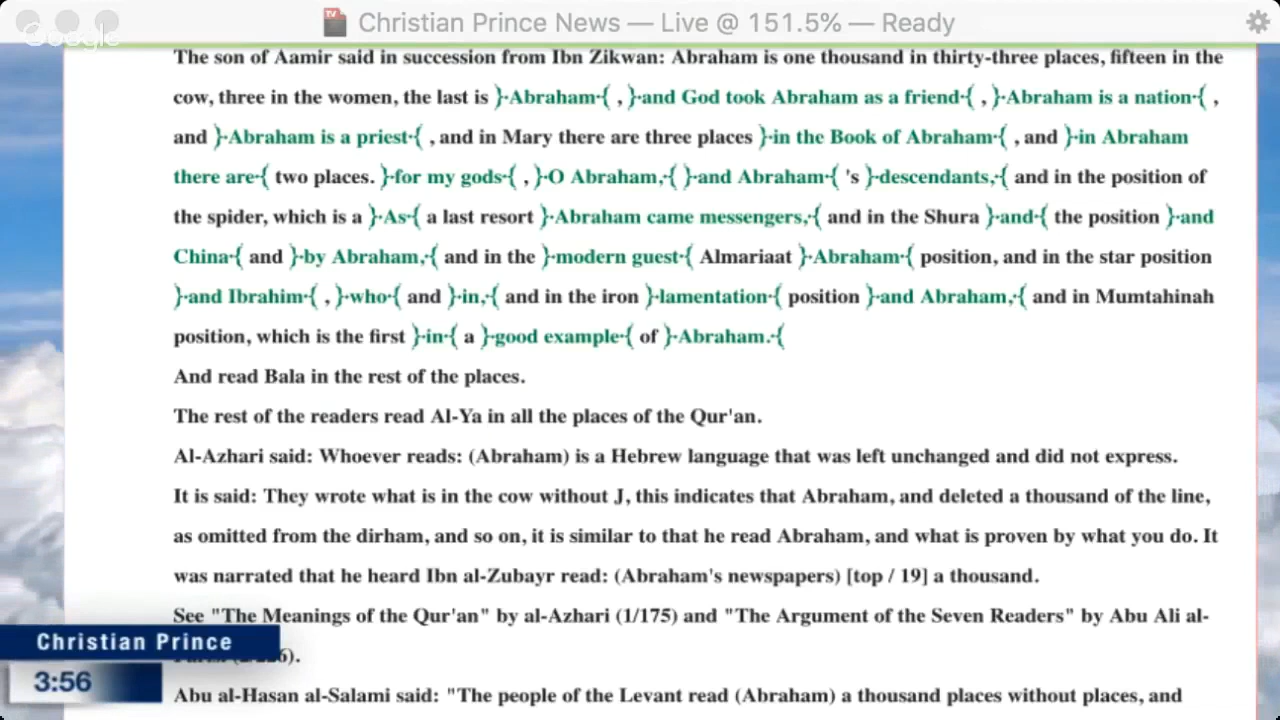 Christian Prince News — Live @ 151.5% — Ready
Google
The son of Aamir said in succession from Ibn Zikwan: Abraham is one thousand in thirty-three places, fifteen in the
cow, three in the women, the last is }·Abraham·{ , }·and God took Abraham as a friend·{ , }·Abraham is a nation·{ ,
and }·Abraham is a priest·{ , and in Mary there are three places }·in the Book of Abraham·{ , and }·in Abraham
there are·{ two places. }·for my gods·{ , }·O Abraham,·{ }·and Abraham·{ 's }·descendants,·{ and in the position of
the spider, which is a }·As·{ a last resort }·Abraham came messengers,·{ and in the Shura }·and·{ the position }·and
China·{ and }·by Abraham,·{ and in the }·modern guest·{ Almariaat }·Abraham·{ position, and in the star position
}·and Ibrahim·{ , }·who·{ and }·in,·{ and in the iron }·lamentation·{ position }·and Abraham,·{ and in Mumtahinah
position, which is the first }·in·{ a }·good example·{ of }·Abraham.·{
And read Bala in the rest of the places.
The rest of the readers read Al-Ya in all the places of the Qur'an.
Al-Azhari said: Whoever reads: (Abraham) is a Hebrew language that was left unchanged and did not express.
It is said: They wrote what is in the cow without J, this indicates that Abraham, and deleted a thousand of the line,
as omitted from the dirham, and so on, it is similar to that he read Abraham, and what is proven by what you do. It
was narrated that he heard Ibn al-Zubayr read: (Abraham's newspapers) [top / 19] a thousand.
See "The Meanings of the Qur'an" by al-Azhari (1/175) and "The Argument of the Seven Readers" by Abu Ali al-
Christian Prince
3:56
Abu al-Hasan al-Salami said: "The people of the Levant read (Abraham) a thousand places without places, and